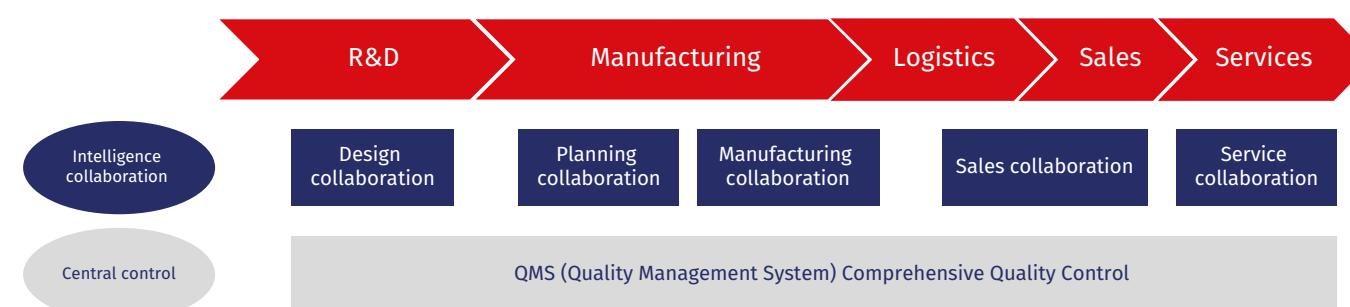 R&D
Manufacturing
Logistics
Sales
Services
Intelligence
collaboration
Design
collaboration
Planning
collaboration
Manufacturing
collaboration
Sales collaboration
Service
collaboration
Central control
QMS (Quality Management System) Comprehensive Quality Control